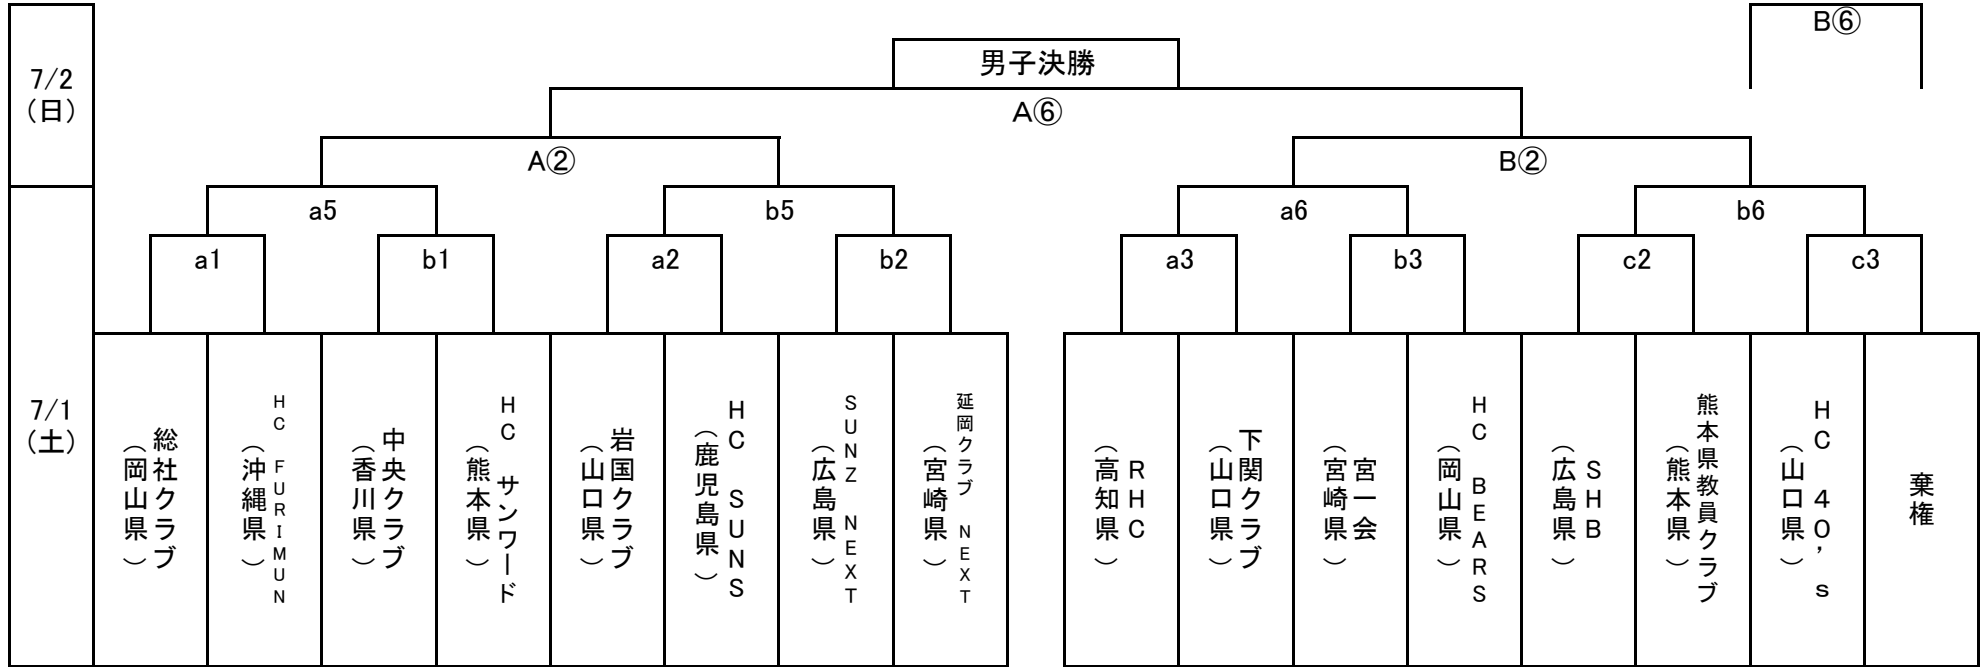 B⑥
男子決勝
7/2
（日）
A⑥
A②
B②
a5
b5
a6
b6
a1
b1
a2
b2
a3
b3
c2
c3
7/1
（土）
総社クラブ
（岡山県）
HC FURIMUN
（沖縄県）
中央クラブ
（香川県）
HC サンワード
（熊本県）
岩国クラブ
（山口県）
HC SUNS
（鹿児島県）
SUNZ NEXT
（広島県）
延岡クラブ NEXT
（宮崎県）
RHC
（高知県）
下関クラブ
（山口県）
宮一会
（宮崎県）
HC BEARS
（岡山県）
SHB
（広島県）
熊本県教員クラブ
（熊本県）
HC 40's
（山口県）
棄権